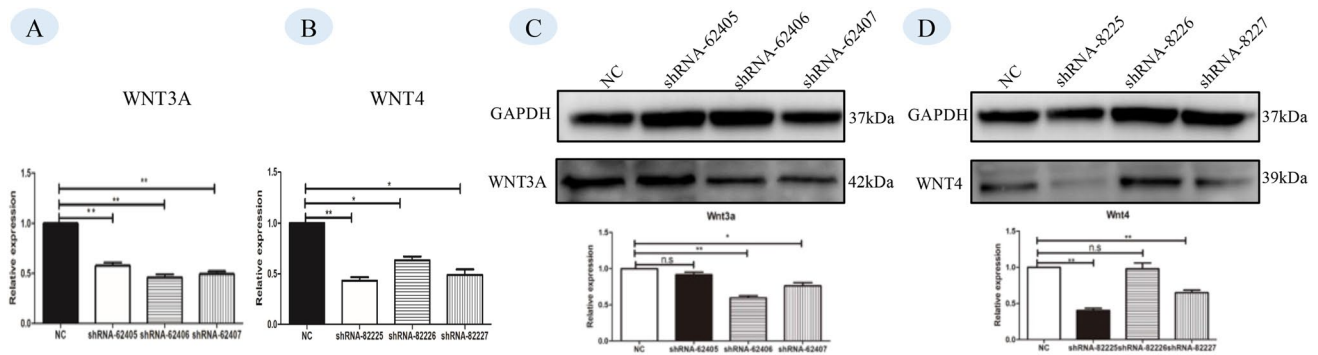 A
WNT3A
Relative expression
1.5
1.0
0.5
0.0
**
**
**
NC
shRNA-62405
shRNA-62406
shRNA-62407
B
WNT4
Relative expression
1.5
1.0
0.5
0.0
*
*
**
NC
shRNA-82225
shRNA-82226
shRNA-82227
C
NC
shRNA-62405
shRNA-62406
shRNA-62407
GAPDH
37kDa
WNT3A
42kDa
Wnt3a
Relative expression
1.5
1.0
0.5
0.0
*
**
n.s
NC
shRNA-62405
shRNA-62406
shRNA-62407
D
NC
shRNA-8225
shRNA-8226
shRNA-8227
GAPDH
37kDa
WNT4
39kDa
Wnt4
Relative expression
1.5
1.0
0.5
0.0
**
n.s
**
NC
shRNA-82225
shRNA-82226
shRNA-82227